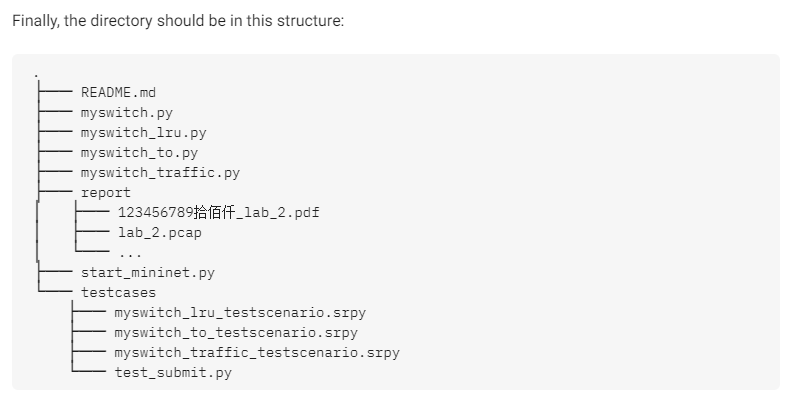 Finally, the directory should be in this structure:
.
├── README.md
├── myswitch.py
├── myswitch_lru.py
├── myswitch_to.py
├── myswitch_traffic.py
├── report
│   ├── 123456789拾佰仟_lab_2.pdf
│   ├── lab_2.pcap
│   └── ...
├── start_mininet.py
└── testcases
    ├── myswitch_lru_testscenario.srpy
    ├── myswitch_to_testscenario.srpy
    ├── myswitch_traffic_testscenario.srpy
    └── test_submit.py